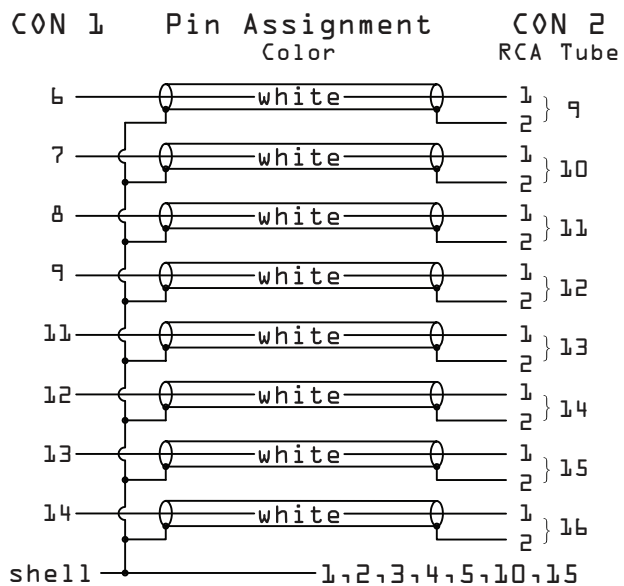 CON 1 Pin Assignment CON 2
Color RCA Tube
6 white 1
2 } 9
7 white 1
2 } 10
8 white 1
2 } 11
9 white 1
2 } 12
11 white 1
2 } 13
12 white 1
2 } 14
13 white 1
2 } 15
14 white 1
2 } 16
shell 1,2,3,4,5,10,15